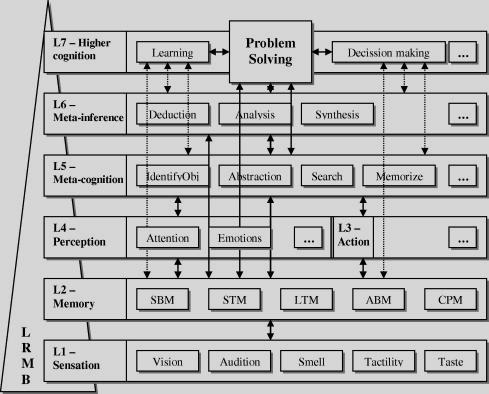 L7 – Higher
cognition
Learning
Problem
Solving
Decission making
...
L6 –
Meta-inference
Deduction
Analysis
Synthesis
...
L5 –
Meta-cognition
IdentifyObj
Abstraction
Search
Memorize
...
L4 –
Perception
Attention
Emotions
...
L3 –
Action
...
L2 –
Memory
SBM
STM
LTM
ABM
CPM
L1 –
Sensation
Vision
Audition
Smell
Tactility
Taste
L
R
M
B